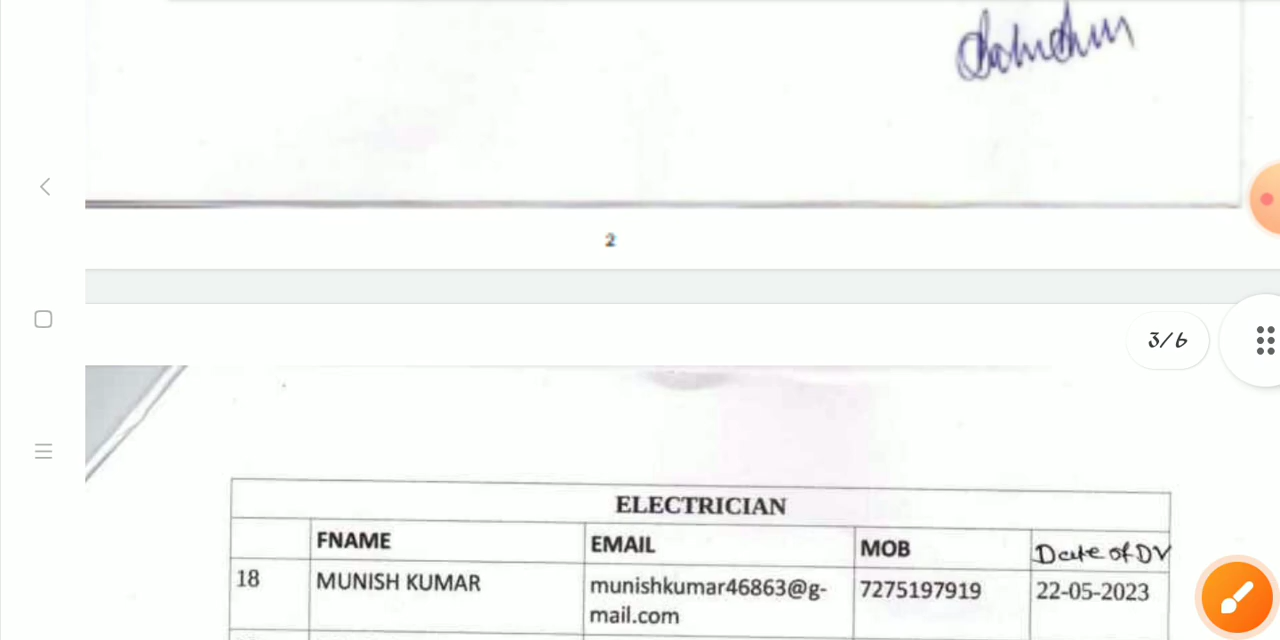 2
3/6
ELECTRICIAN
FNAME EMAIL MOB Date of DV
18 MUNISH KUMAR munishkumar46863@g- 7275197919 22-05-2023
mail.com